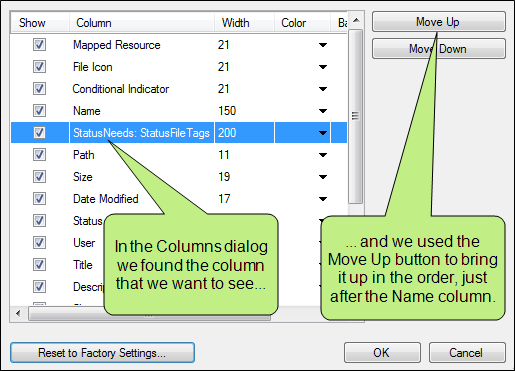 Show Column Width Color Ba
Mapped Resource 21
File Icon 21
Conditional Indicator 21
Name 150
StatusNeeds: StatusFileTags 200
Path 11
Size 19
Date Modified 17
Status
User
Title
Descrip
Move Up
Move Down
In the Columns dialog
we found the column
that we want to see...
... and we used the
Move Up button to bring
it up in the order, just
after the Name column.
Reset to Factory Settings...
OK
Cancel